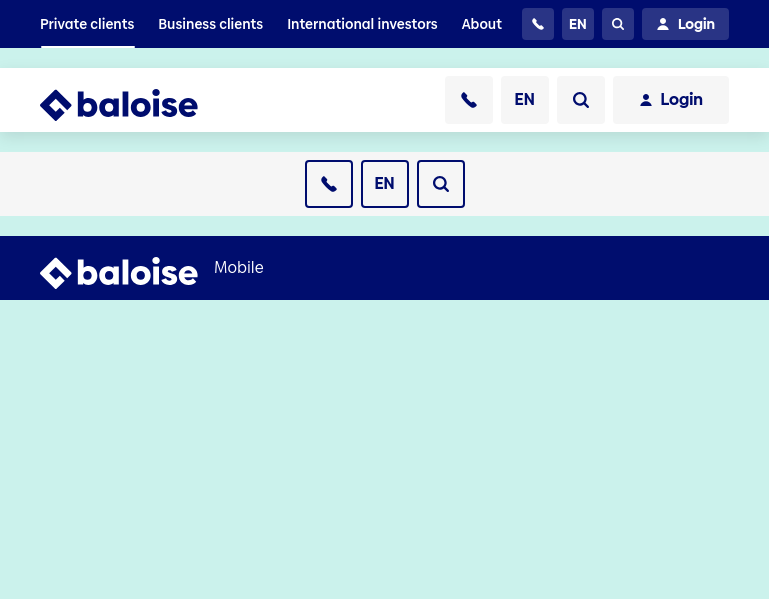 Private clients Business clients International investors About EN Login
baloise EN Login
EN
baloise Mobile